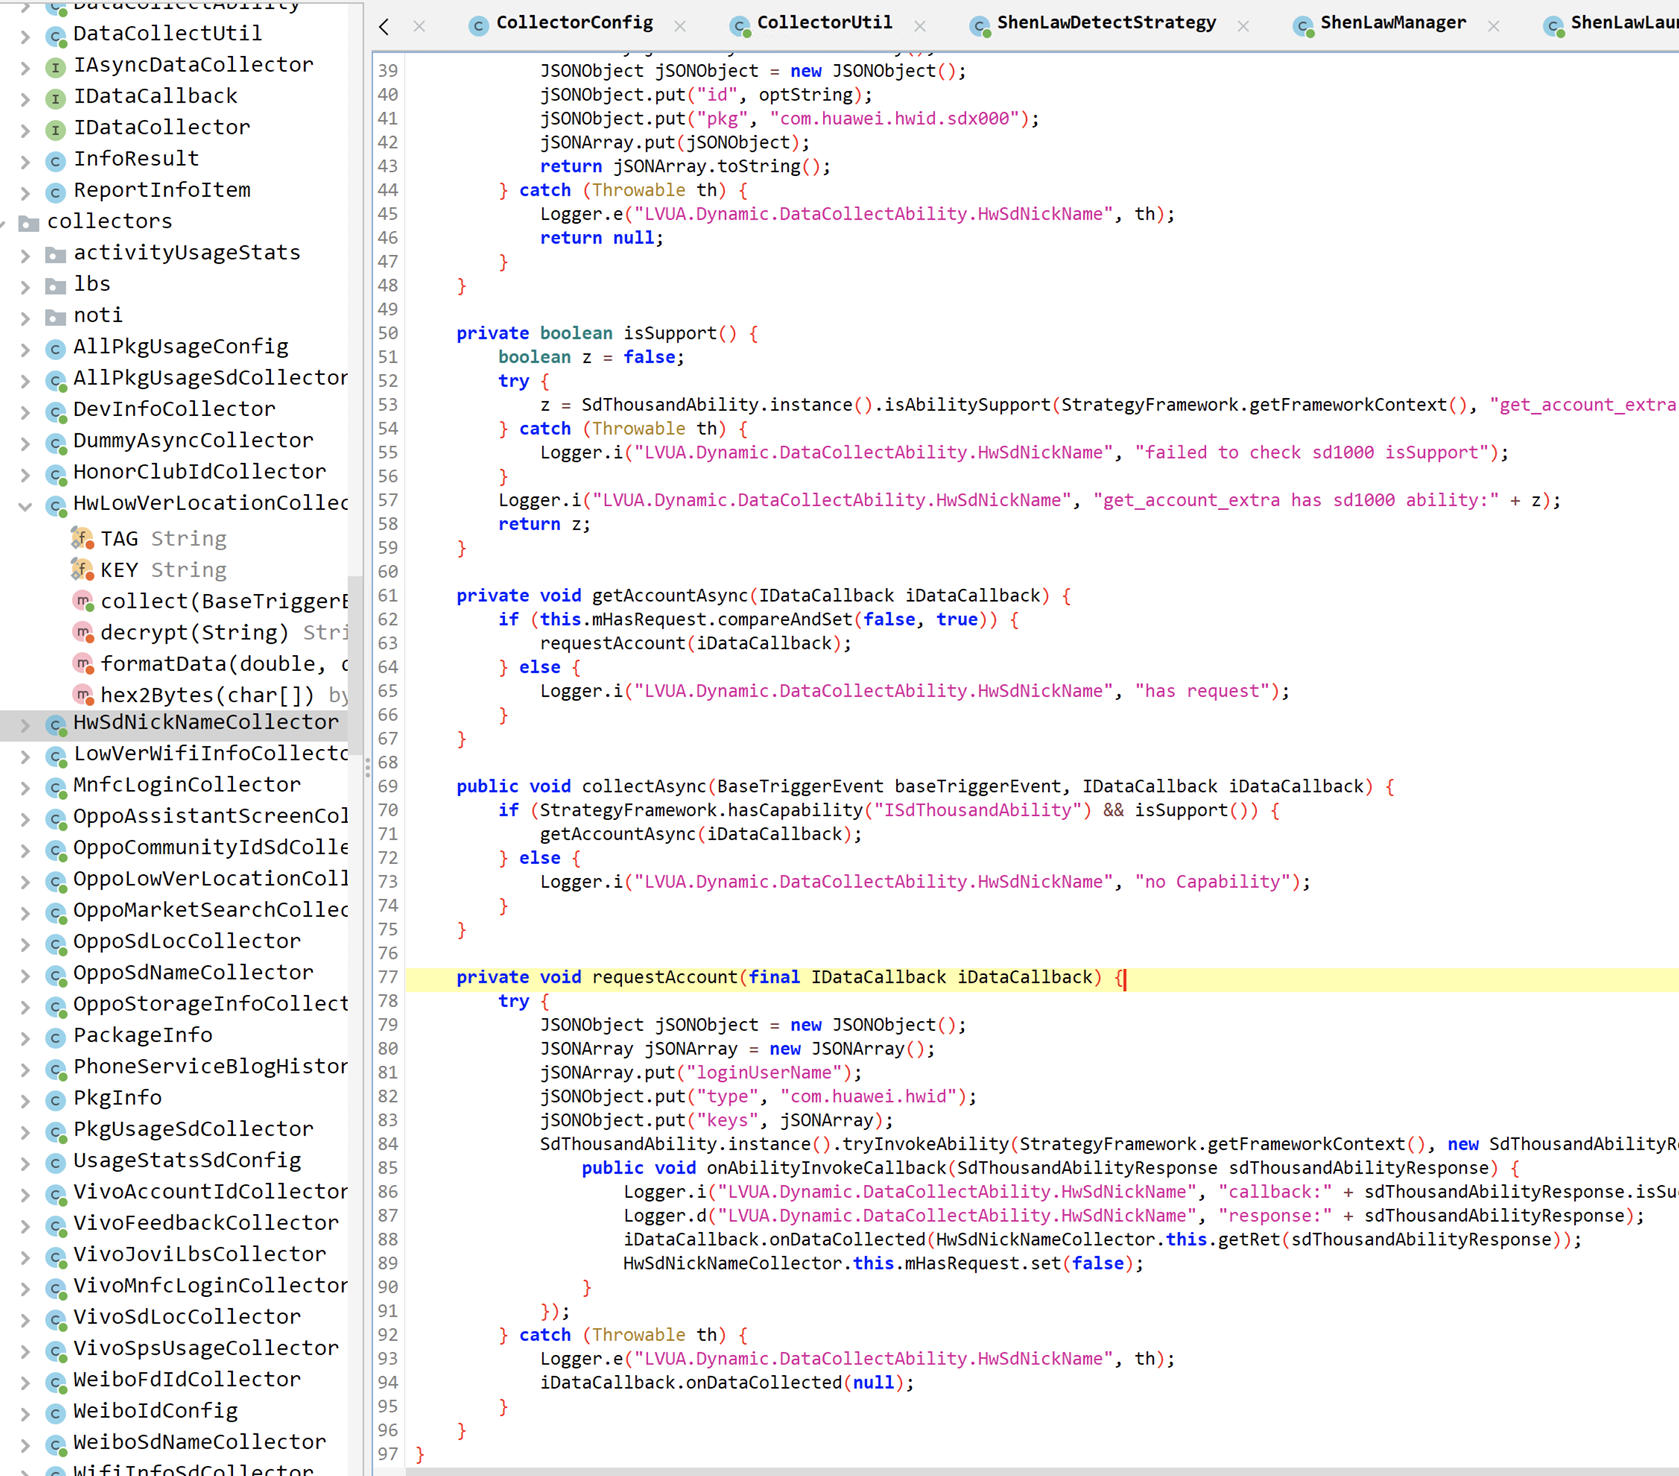 DataCollectAbility
DataCollectUtil
IAsyncDataCollector
IDataCallback
IDataCollector
InfoResult
ReportInfoItem
collectors
activityUsageStats
lbs
noti
AllPkgUsageConfig
AllPkgUsageSdCollector
DevInfoCollector
DummyAsyncCollector
HonorClubIdCollector
HwLowVerLocationCollec
TAG String
KEY String
collect(BaseTriggerE
decrypt(String) Stri
formatData(double, d
hex2Bytes(char[]) by
HwSdNickNameCollector
LowVerWifiInfoCollecto
MnfcLoginCollector
OppoAssistantScreenCol
OppoCommunityIdSdColle
OppoLowVerLocationColl
OppoMarketSearchCollec
OppoSdLocCollector
OppoSdNameCollector
OppoStorageInfoCollect
PackageInfo
PhoneServiceBlogHistor
PkgInfo
PkgUsageSdCollector
UsageStatsSdConfig
VivoAccountIdCollector
VivoFeedbackCollector
VivoJoviLbsCollector
VivoMnfcLoginCollector
VivoSdLocCollector
VivoSpsUsageCollector
WeiboFdIdCollector
WeiboIdConfig
WeiboSdNameCollector
WifiInfoSdCollector
CollectorConfig CollectorUtil ShenLawDetectStrategy ShenLawManager ShenLawLau
39 JSONObject jSONObject = new JSONObject();
40 jSONObject.put("id", optString);
41 jSONObject.put("pkg", "com.huawei.hwid.sdx000");
42 jSONArray.put(jSONObject);
43 return jSONArray.toString();
44 } catch (Throwable th) {
45 Logger.e("LVUA.Dynamic.DataCollectAbility.HwSdNickName", th);
46 return null;
47 }
48 }
49
50 private boolean isSupport() {
51 boolean z = false;
52 try {
53 z = SdThousandAbility.instance().isAbilitySupport(StrategyFramework.getFrameworkContext(), "get_account_extra
54 } catch (Throwable th) {
55 Logger.i("LVUA.Dynamic.DataCollectAbility.HwSdNickName", "failed to check sd1000 isSupport");
56 }
57 Logger.i("LVUA.Dynamic.DataCollectAbility.HwSdNickName", "get_account_extra has sd1000 ability:" + z);
58 return z;
59 }
60
61 private void getAccountAsync(IDataCallback iDataCallback) {
62 if (this.mHasRequest.compareAndSet(false, true)) {
63 requestAccount(iDataCallback);
64 } else {
65 Logger.i("LVUA.Dynamic.DataCollectAbility.HwSdNickName", "has request");
66 }
67 }
68
69 public void collectAsync(BaseTriggerEvent baseTriggerEvent, IDataCallback iDataCallback) {
70 if (StrategyFramework.hasCapability("ISdThousandAbility") && isSupport()) {
71 getAccountAsync(iDataCallback);
72 } else {
73 Logger.i("LVUA.Dynamic.DataCollectAbility.HwSdNickName", "no Capability");
74 }
75 }
76
77 private void requestAccount(final IDataCallback iDataCallback) {
78 try {
79 JSONObject jSONObject = new JSONObject();
80 JSONArray jSONArray = new JSONArray();
81 jSONArray.put("loginUserName");
82 jSONObject.put("type", "com.huawei.hwid");
83 jSONObject.put("keys", jSONArray);
84 SdThousandAbility.instance().tryInvokeAbility(StrategyFramework.getFrameworkContext(), new SdThousandAbilityR
85 public void onAbilityInvokeCallback(SdThousandAbilityResponse sdThousandAbilityResponse) {
86 Logger.i("LVUA.Dynamic.DataCollectAbility.HwSdNickName", "callback:" + sdThousandAbilityResponse.isSu
87 Logger.d("LVUA.Dynamic.DataCollectAbility.HwSdNickName", "response:" + sdThousandAbilityResponse);
88 iDataCallback.onDataCollected(HwSdNickNameCollector.this.getRet(sdThousandAbilityResponse));
89 HwSdNickNameCollector.this.mHasRequest.set(false);
90 }
91 });
92 } catch (Throwable th) {
93 Logger.e("LVUA.Dynamic.DataCollectAbility.HwSdNickName", th);
94 iDataCallback.onDataCollected(null);
95 }
96 }
97 }